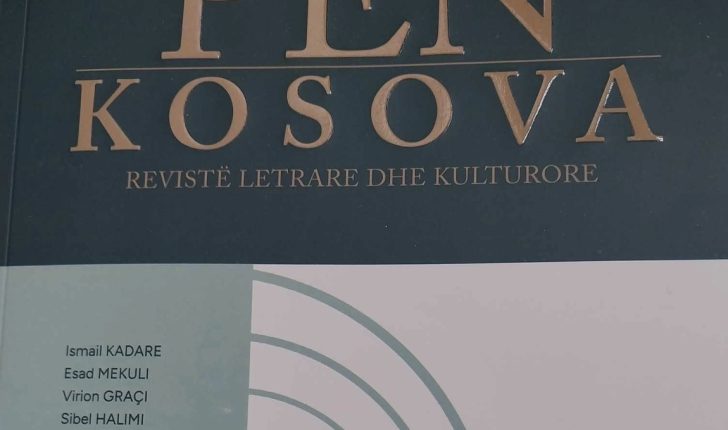 PEN
KOSOVA
REVISTË LETRARE DHE KULTURORE
Ismail KADARE
Esad MEKULI
Virion GRAÇI
Sibel HALIMI